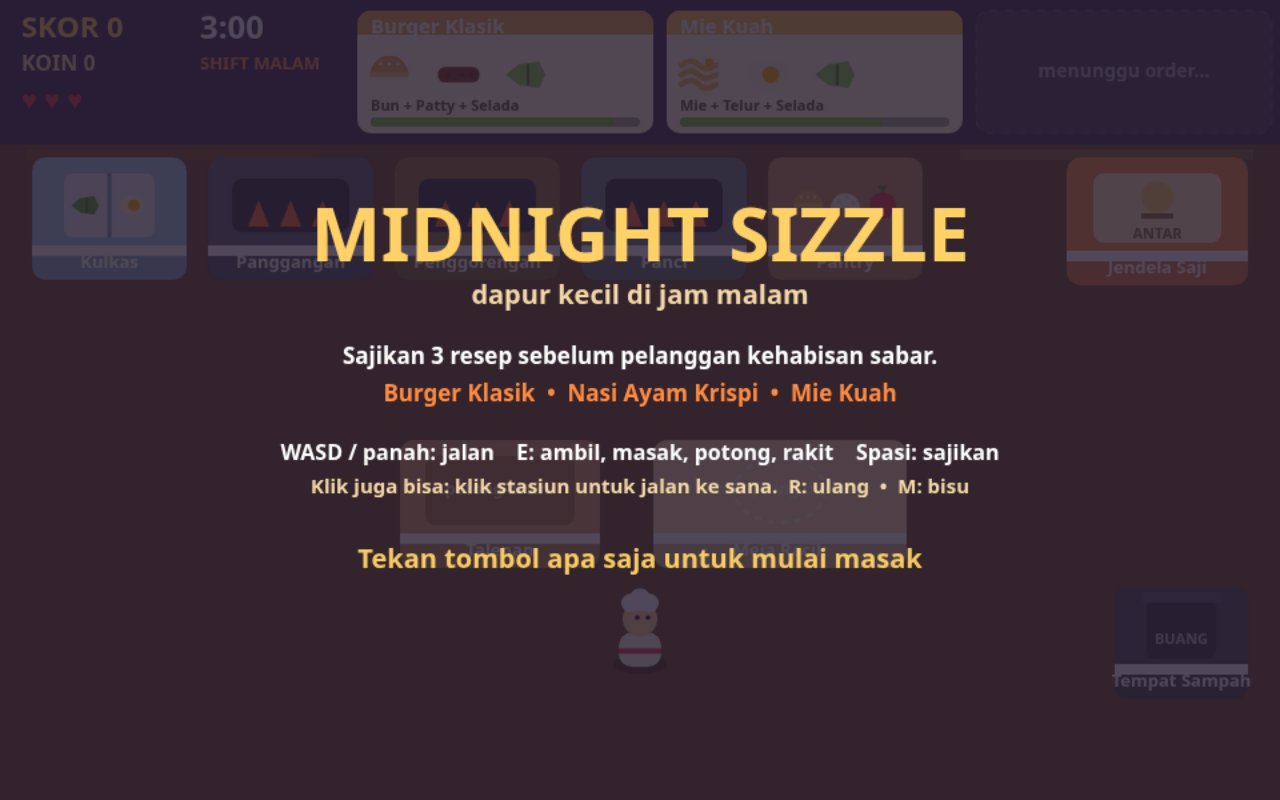 SKOR 0
3:00
KOIN 0
SHIFT MALAM
♥ ♥ ♥
Burger Klasik
Bun + Patty + Selada
Mie Kuah
Mie + Telur + Selada
menunggu order...
Kulkas
Panggangan
Penggorengan
Panci
Pantry
ANTAR
Jendela Saji
MIDNIGHT SIZZLE
dapur kecil di jam malam
Sajikan 3 resep sebelum pelanggan kehabisan sabar.
Burger Klasik • Nasi Ayam Krispi • Mie Kuah
WASD / panah: jalan E: ambil, masak, potong, rakit Spasi: sajikan
Klik juga bisa: klik stasiun untuk jalan ke sana. R: ulang • M: bisu
Talenan
Tekan tombol apa saja untuk mulai masak
BUANG
Tempat Sampah